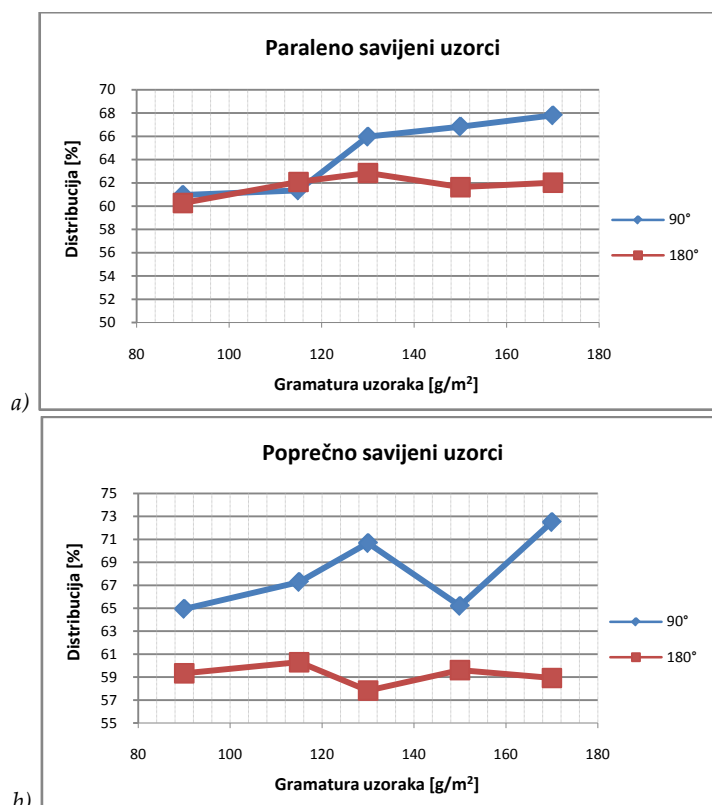 Paraleno savijeni uzorci
70
68
66
64
62
60
58
56
54
52
50
Distribucija [%]
80 100 120 140 160 180
Gramatura uzoraka [g/m²]
90°
180°
a)
Poprečno savijeni uzorci
75
73
71
69
67
65
63
61
59
57
55
Distribucija [%]
80 100 120 140 160 180
Gramatura uzoraka [g/m²]
90°
180°
b)